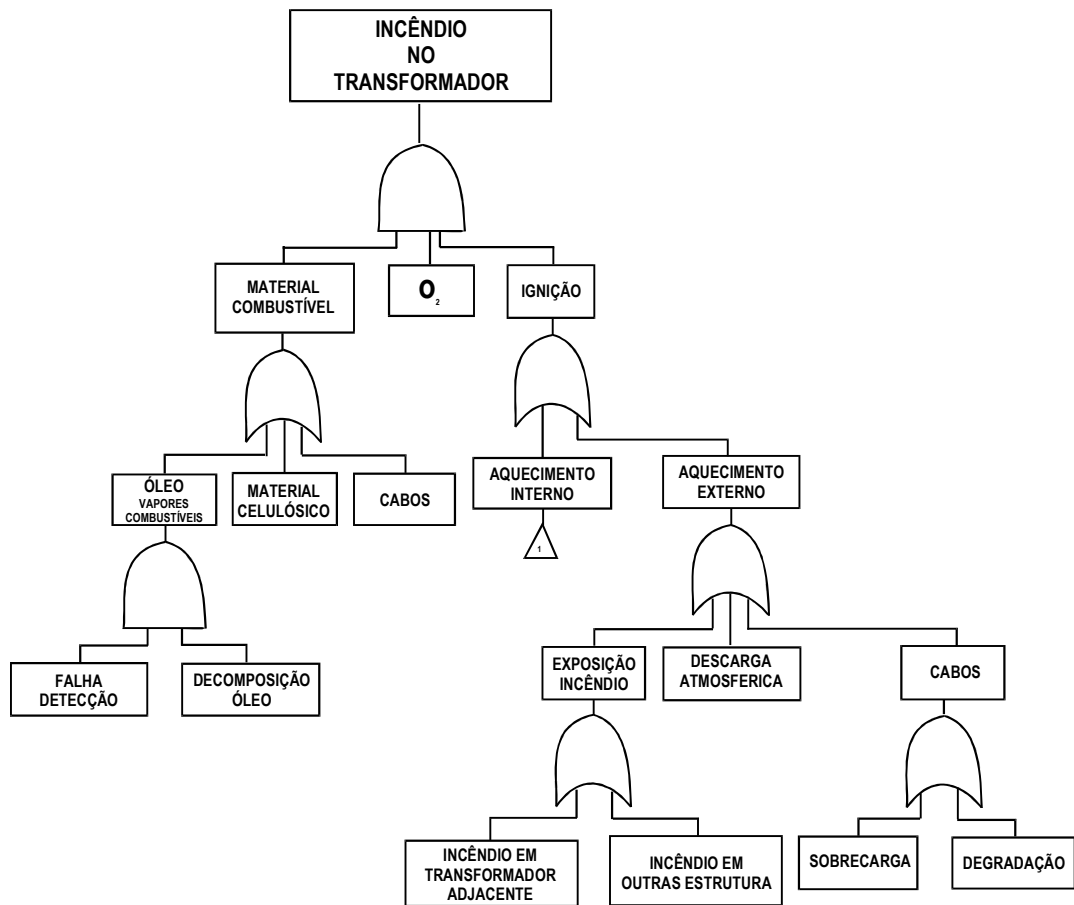 INCÊNDIO
NO
TRANSFORMADOR
MATERIAL
COMBUSTÍVEL
O₂
IGNIÇÃO
ÓLEO
VAPORES
COMBUSTÍVEIS
MATERIAL
CELULÓSICO
CABOS
AQUECIMENTO
INTERNO
AQUECIMENTO
EXTERNO
1
FALHA
DETECÇÃO
DECOMPOSIÇÃO
ÓLEO
EXPOSIÇÃO
INCÊNDIO
DESCARGA
ATMOSFERICA
CABOS
INCÊNDIO EM
TRANSFORMADOR
ADJACENTE
INCÊNDIO EM
OUTRAS ESTRUTURA
SOBRECARGA
DEGRADAÇÃO